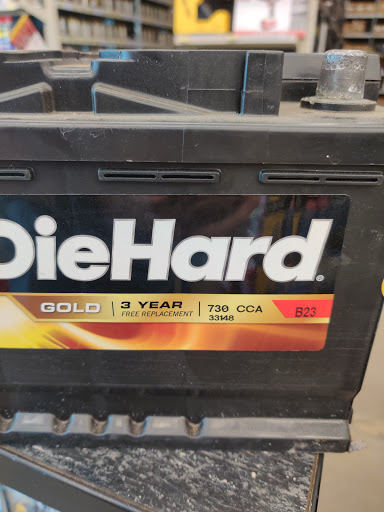 DieHard.
GOLD 3 YEAR FREE REPLACEMENT 730 CCA 33148 B23